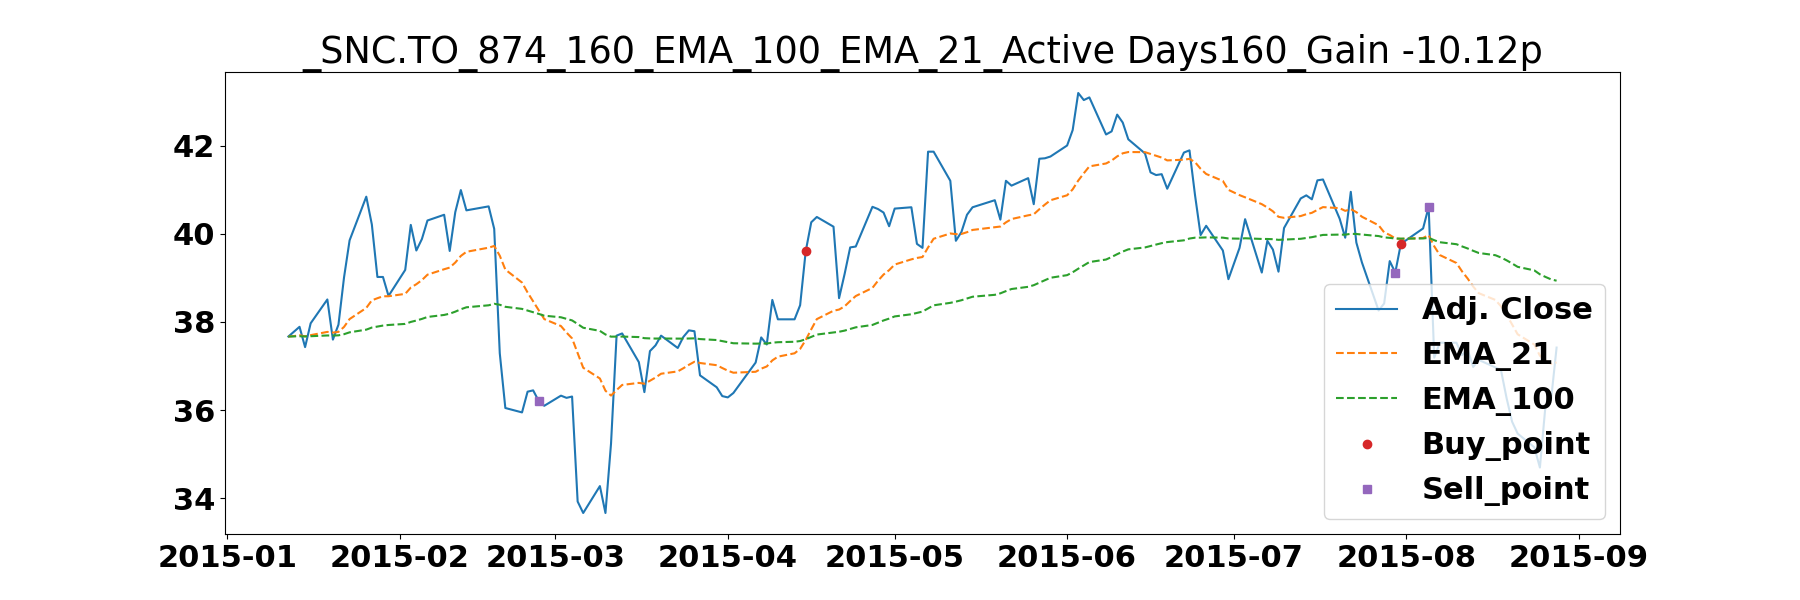 _SNC.TO_874_160_EMA_100_EMA_21_Active Days160_Gain -10.12p
42
40
38
36
34
2015-01 2015-02 2015-03 2015-04 2015-05 2015-06 2015-07 2015-08 2015-09
Adj. Close
EMA_21
EMA_100
Buy_point
Sell_point